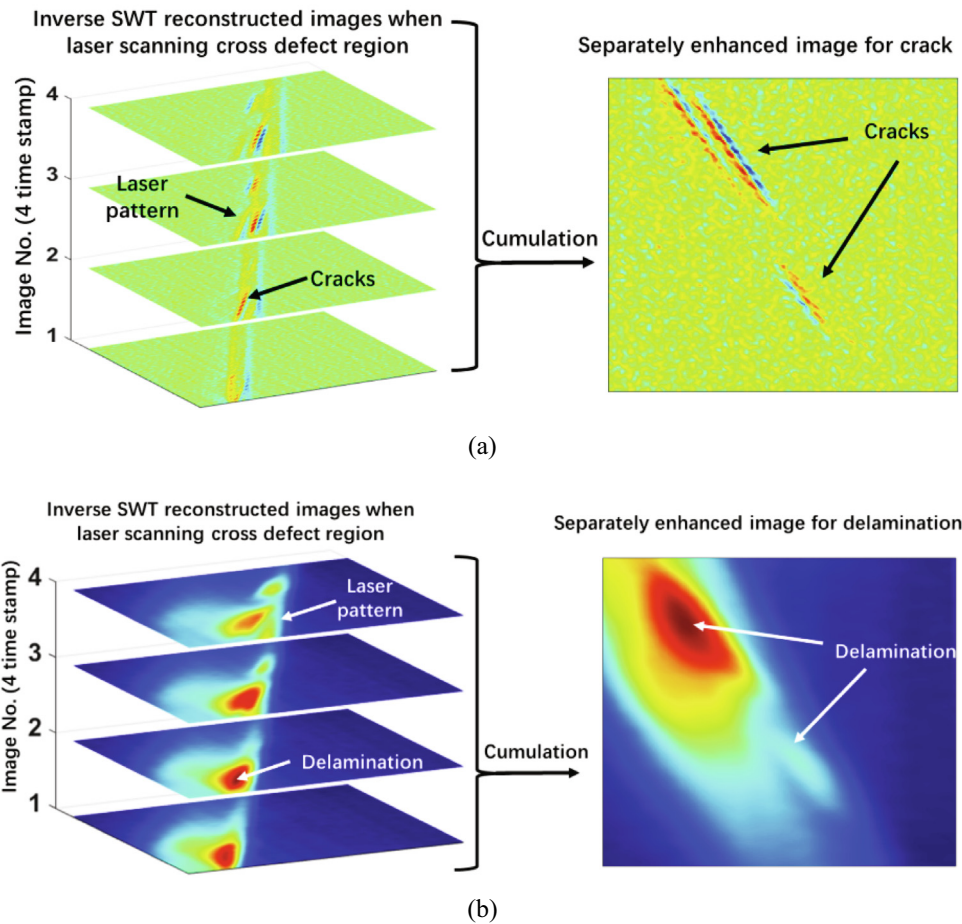 Inverse SWT reconstructed images when
laser scanning cross defect region
Separately enhanced image for crack
Image No. (4 time stamp)
4
3
2
1
Laser
pattern
Cracks
Cumulation
Cracks
(a)
Inverse SWT reconstructed images when
laser scanning cross defect region
Separately enhanced image for delamination
Image No. (4 time stamp)
4
3
2
1
Laser
pattern
Delamination
Cumulation
Delamination
(b)